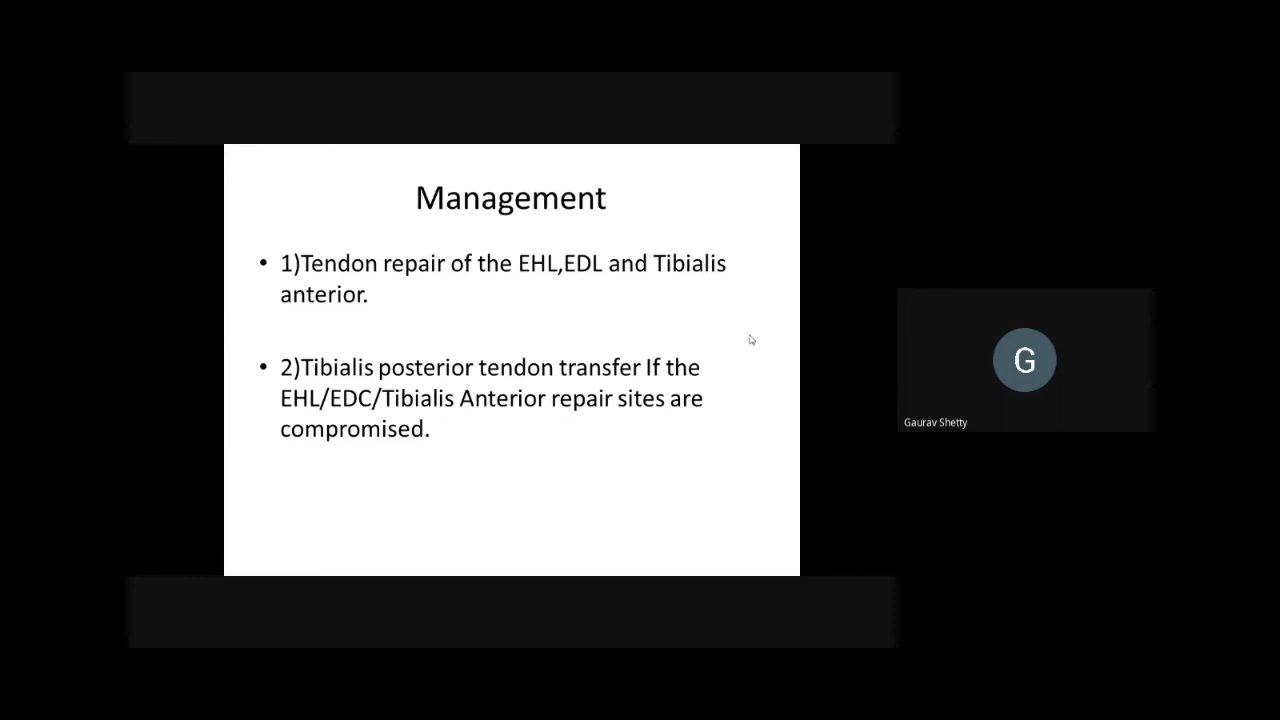 Management
• 1)Tendon repair of the EHL,EDL and Tibialis
anterior.
• 2)Tibialis posterior tendon transfer If the
EHL/EDC/Tibialis Anterior repair sites are
compromised.
G
Gaurav Shetty